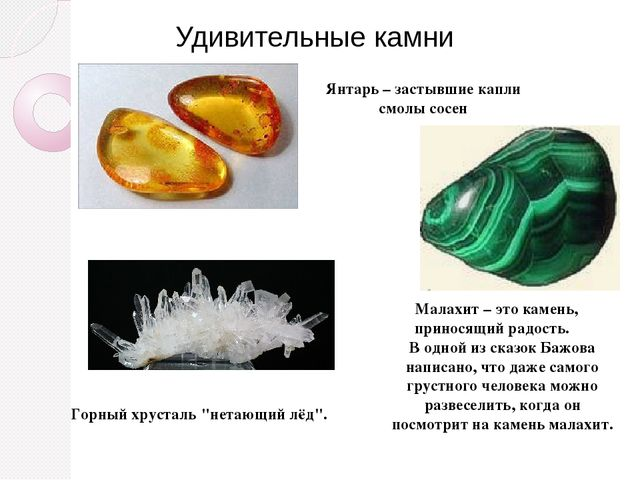 Удивительные камни
Янтарь – застывшие капли
смолы сосен
Малахит – это камень,
приносящий радость.
В одной из сказок Бажова
написано, что даже самого
грустного человека можно
развеселить, когда он
посмотрит на камень малахит.
Горный хрусталь "нетающий лёд".